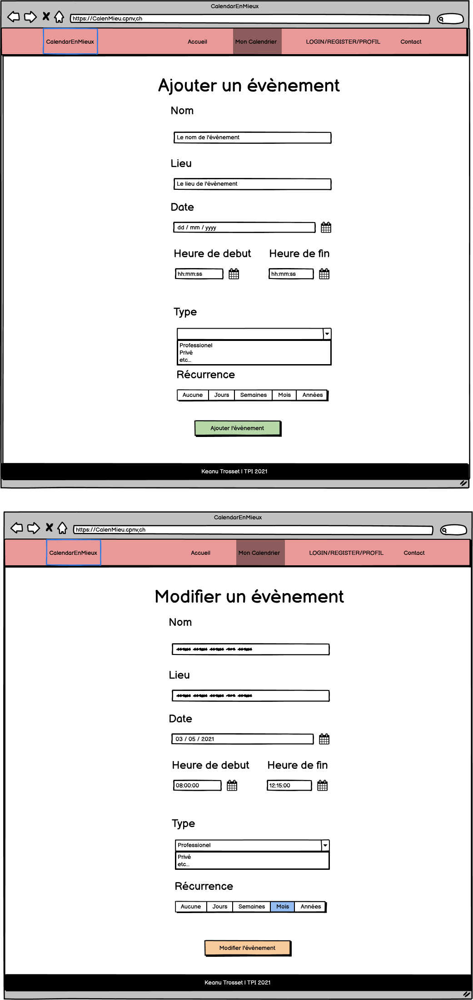 CalendarEnMieux
https://CalenMieu.cpnv,ch
CalendarEnMieux Accueil Mon Calendrier LOGIN/REGISTER/PROFIL Contact
Ajouter un évènement
Nom
Le nom de l'évènement
Lieu
Le lieu de l'évènement
Date
dd / mm / yyyy
Heure de debut Heure de fin
hh:mm:ss hh:mm:ss
Type
Professionel
Privé
etc...
Récurrence
Aucune Jours Semaines Mois Années
Ajouter l'évènement
Keanu Trosset | TPI 2021
CalendarEnMieux
https://CalenMieu.cpnv,ch
CalendarEnMieux Accueil Mon Calendrier LOGIN/REGISTER/PROFIL Contact
Modifier un évènement
Nom
Lieu
Date
03 / 05 / 2021
Heure de debut Heure de fin
08:00:00 12:15:00
Type
Professionel
Privé
etc...
Récurrence
Aucune Jours Semaines Mois Années
Modifier l'évènement
Keanu Trosset | TPI 2021